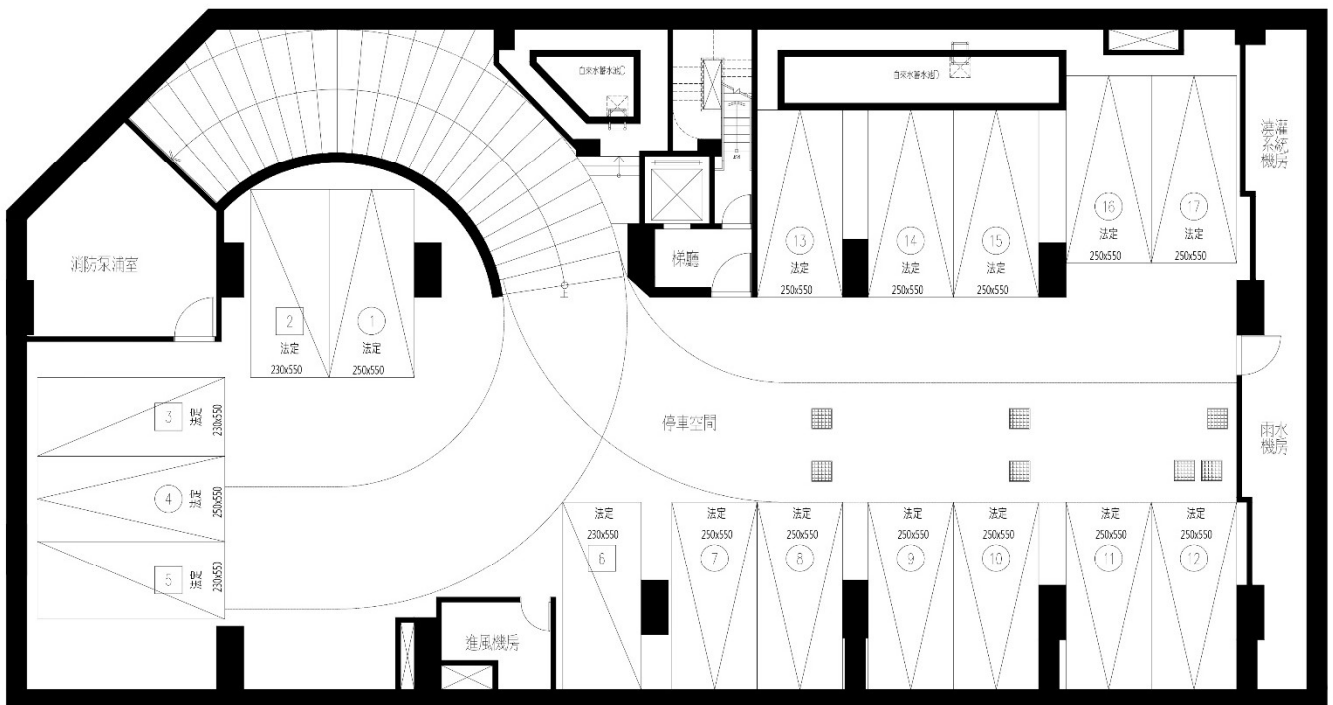 自來水蓄水池C
自來水蓄水池D
澆灌
系統
機房
消防泵浦室
梯廳
13
法定
250x550
14
法定
250x550
15
法定
250x550
16
法定
250x550
17
法定
250x550
2
法定
230x550
1
法定
250x550
3
法定
230x550
4
法定
250x550
5
法定
230x550
停車空間
雨水
機房
法定
230x550
6
法定
250x550
7
法定
250x550
8
法定
250x550
9
法定
250x550
10
法定
250x550
11
法定
250x550
12
進風機房